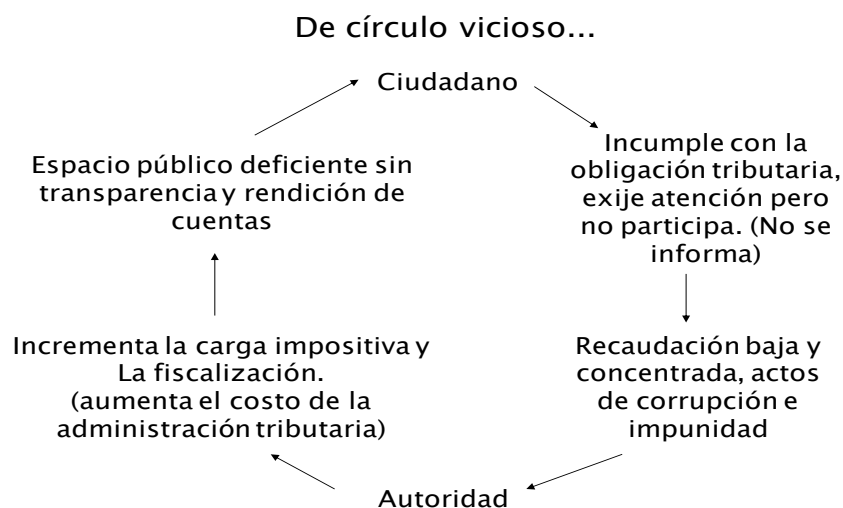 De círculo vicioso...
Ciudadano
Incumple con la
obligación tributaria,
exije atención pero
no participa. (No se
informa)
Recaudación baja y
concentrada, actos
de corrupción e
impunidad
Autoridad
Incrementa la carga impositiva y
La fiscalización.
(aumenta el costo de la
administración tributaria)
Espacio público deficiente sin
transparencia y rendición de
cuentas